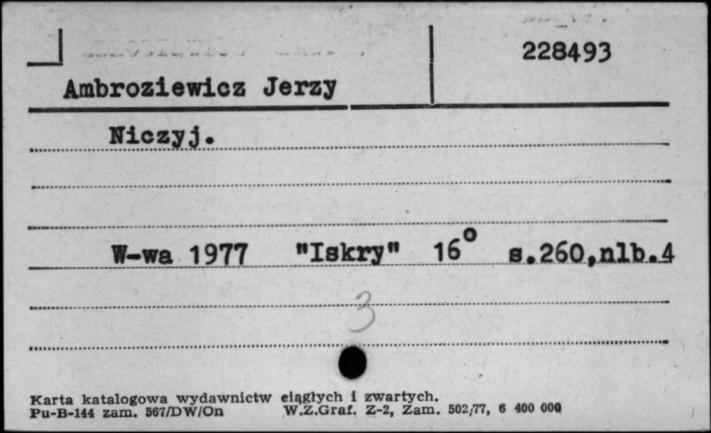 228493
Ambroziewicz Jerzy
Niczyj.
W-wa 1977 "Iskry" 16° s.260,nlb.4
3
Karta katalogowa wydawnictw ciągłych i zwartych.
Pu-B-144 zam. 567/DW/On W.Z.Graf. Z-2, Zam. 502/77, 6 400 000